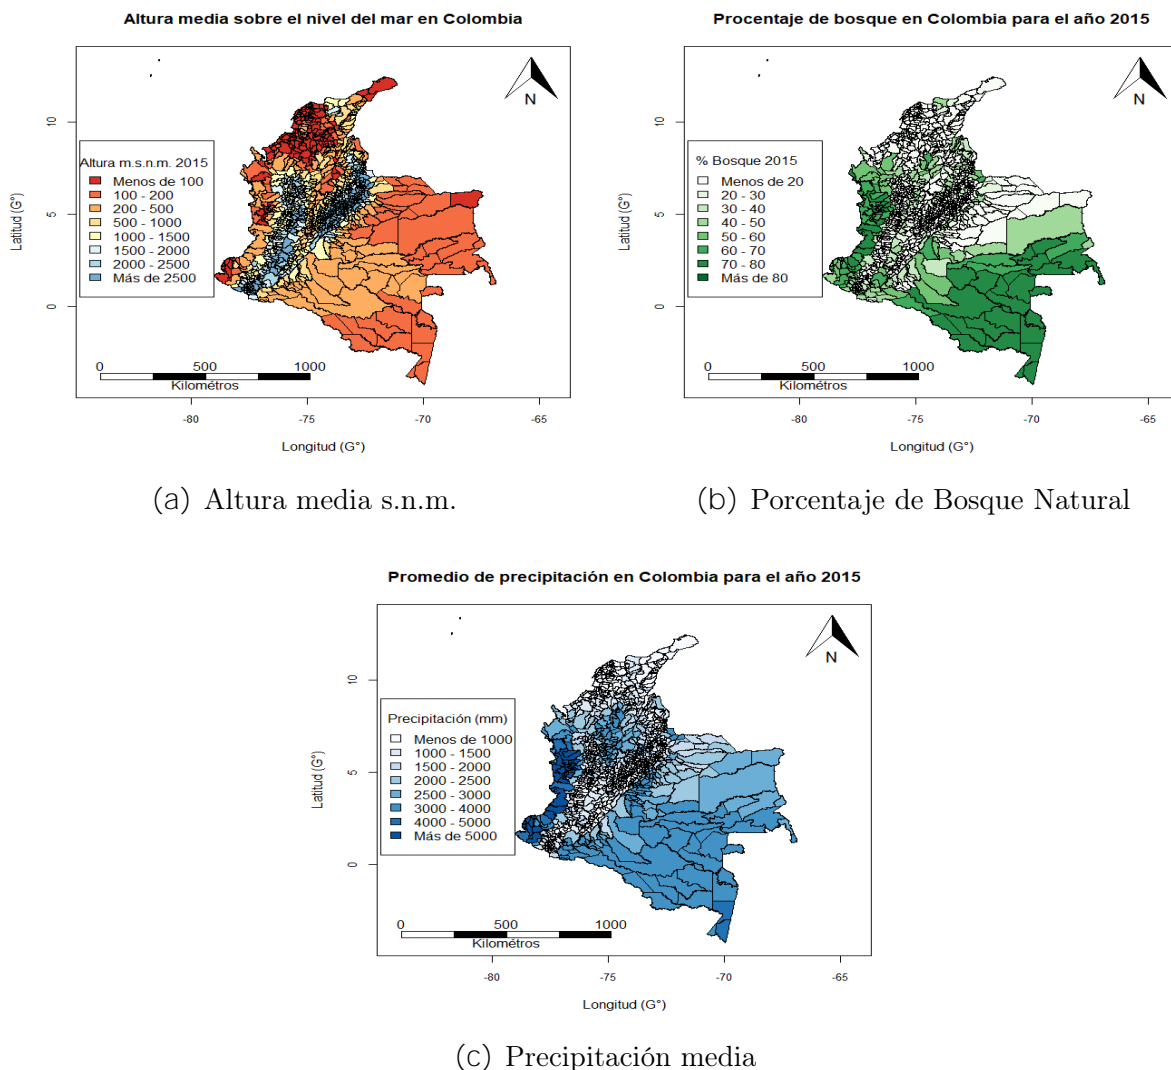 Altura media sobre el nivel del mar en Colombia
N
Altura m.s.n.m. 2015
Menos de 100
100 - 200
200 - 500
500 - 1000
1000 - 1500
1500 - 2000
2000 - 2500
Más de 2500
0 500 1000
Kilométros
10
5
0
Latitud (G°)
-80 -75 -70 -65
Longitud (G°)
(a) Altura media s.n.m.
Procentaje de bosque en Colombia para el año 2015
N
% Bosque 2015
Menos de 20
20 - 30
30 - 40
40 - 50
50 - 60
60 - 70
70 - 80
Más de 80
0 500 1000
Kilométros
10
5
0
Latitud (G°)
-80 -75 -70 -65
Longitud (G°)
(b) Porcentaje de Bosque Natural
Promedio de precipitación en Colombia para el año 2015
N
Precipitación (mm)
Menos de 1000
1000 - 1500
1500 - 2000
2000 - 2500
2500 - 3000
3000 - 4000
4000 - 5000
Más de 5000
0 500 1000
Kilométros
10
5
0
Latitud (G°)
-80 -75 -70 -65
Longitud (G°)
(c) Precipitación media